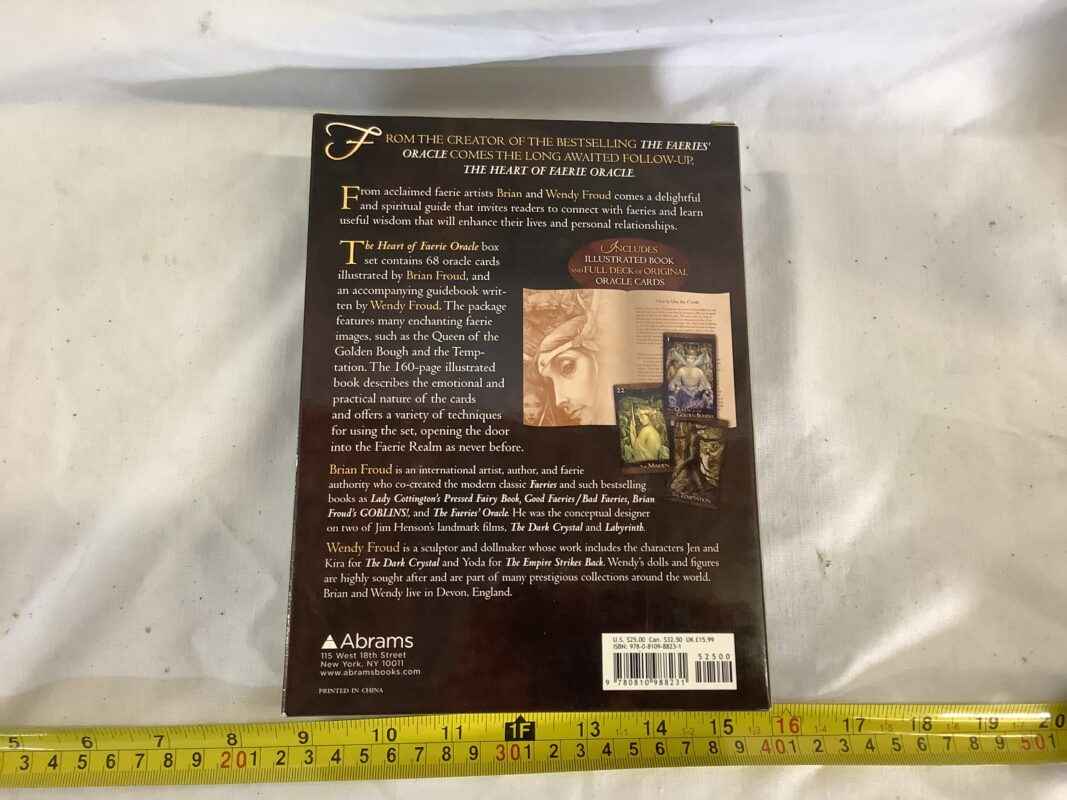 FROM THE CREATOR OF THE BESTSELLING THE FAERIES'
ORACLE COMES THE LONG AWAITED FOLLOW-UP,
THE HEART OF FAERIE ORACLE.
From acclaimed faerie artists Brian and Wendy Froud comes a delightful
and spiritual guide that invites readers to connect with faeries and learn
useful wisdom that will enhance their lives and personal relationships.
The Heart of Faerie Oracle box
set contains 68 oracle cards
illustrated by Brian Froud, and
an accompanying guidebook writ-
ten by Wendy Froud. The package
features many enchanting faerie
images, such as the Queen of the
Golden Bough and the Temp-
tation. The 160-page illustrated
book describes the emotional and
practical nature of the cards
and offers a variety of techniques
for using the set, opening the door
into the Faerie Realm as never before.
INCLUDES
ILLUSTRATED BOOK
AND FULL DECK OF ORIGINAL
ORACLE CARDS
How to Use the Cards
1
QUEEN
GOLDEN BOUGH
22
THE MAIDEN
THE TEMPTATION
Brian Froud is an international artist, author, and faerie
authority who co-created the modern classic Faeries and such bestselling
books as Lady Cottington's Pressed Fairy Book, Good Faeries/Bad Faeries, Brian
Froud's GOBLINS!, and The Faeries' Oracle. He was the conceptual designer
on two of Jim Henson's landmark films, The Dark Crystal and Labyrinth.
Wendy Froud is a sculptor and dollmaker whose work includes the characters Jen and
Kira for The Dark Crystal and Yoda for The Empire Strikes Back. Wendy's dolls and figures
are highly sought after and are part of many prestigious collections around the world.
Brian and Wendy live in Devon, England.
Abrams
115 West 18th Street
New York, NY 10011
www.abramsbooks.com
PRINTED IN CHINA
U.S. $25.00 Can. $32.50 UK £15.99
ISBN: 978-0-8109-8823-1
52500
9 780810 988231
5 6 7 8 9 10 11 1F 13 14 15 16 17 18 19 20
3 4 5 6 7 8 9 201 2 3 4 5 6 7 8 9 301 2 3 4 5 6 7 8 9 401 2 3 4 5 6 7 8 9 501